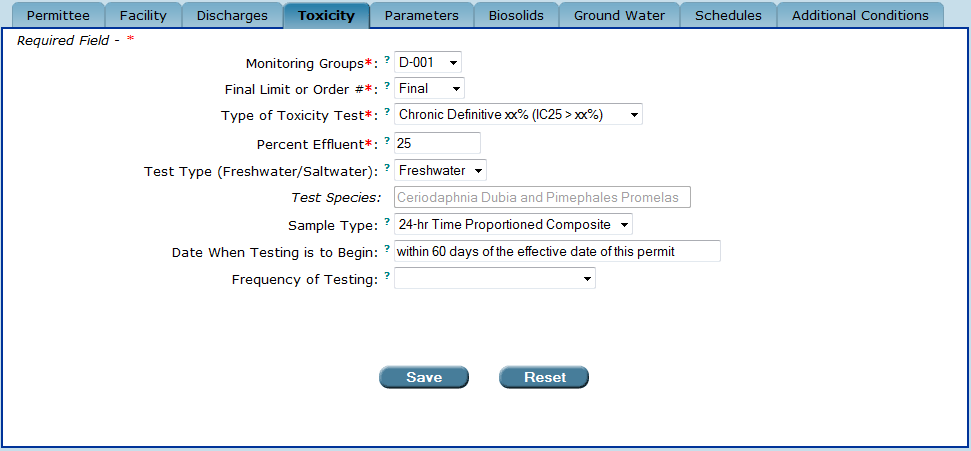 Permittee Facility Discharges Toxicity Parameters Biosolids Ground Water Schedules Additional Conditions
Required Field - *
Monitoring Groups*: ? D-001
Final Limit or Order #*: ? Final
Type of Toxicity Test*: ? Chronic Definitive xx% (IC25 > xx%)
Percent Effluent*: ? 25
Test Type (Freshwater/Saltwater): ? Freshwater
Test Species: Ceriodaphnia Dubia and Pimephales Promelas
Sample Type: ? 24-hr Time Proportioned Composite
Date When Testing is to Begin: ? within 60 days of the effective date of this permit
Frequency of Testing: ?
Save Reset